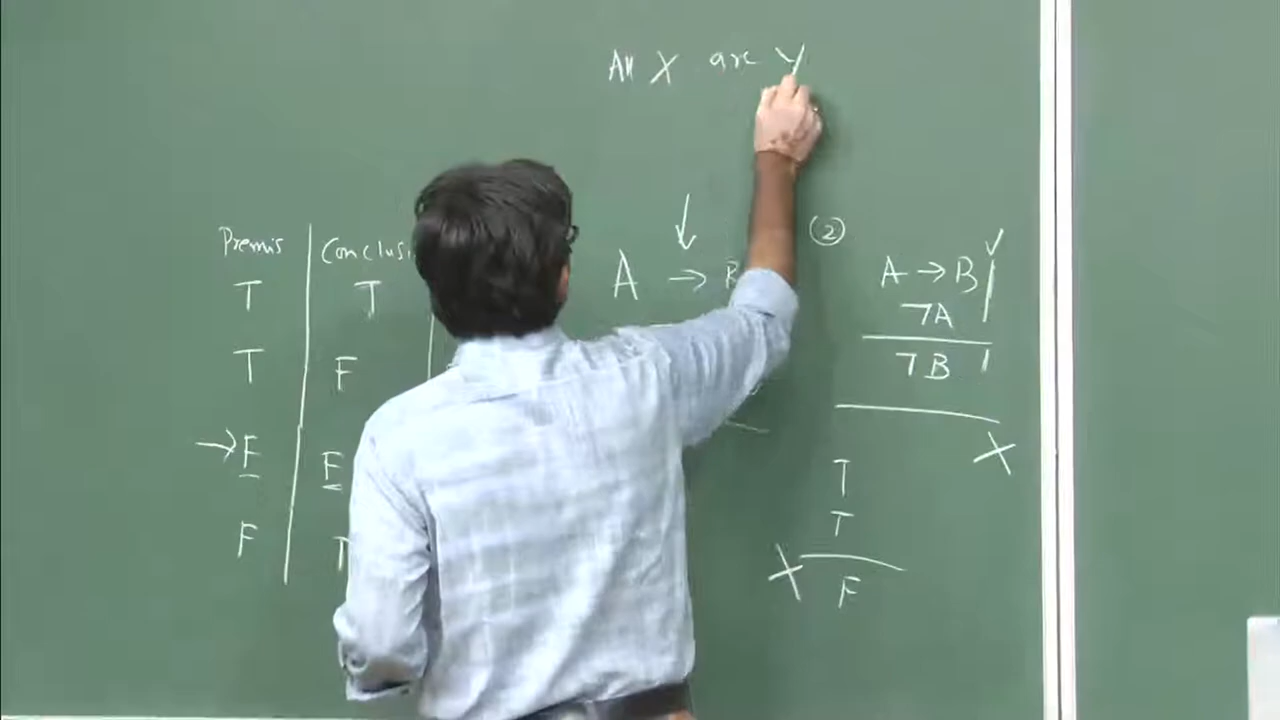 All X are Y
Premis Conclusi
T T
T F
→ F F
F
A → B
②
A → B ✓
¬A
¬B
X
T
T
X F